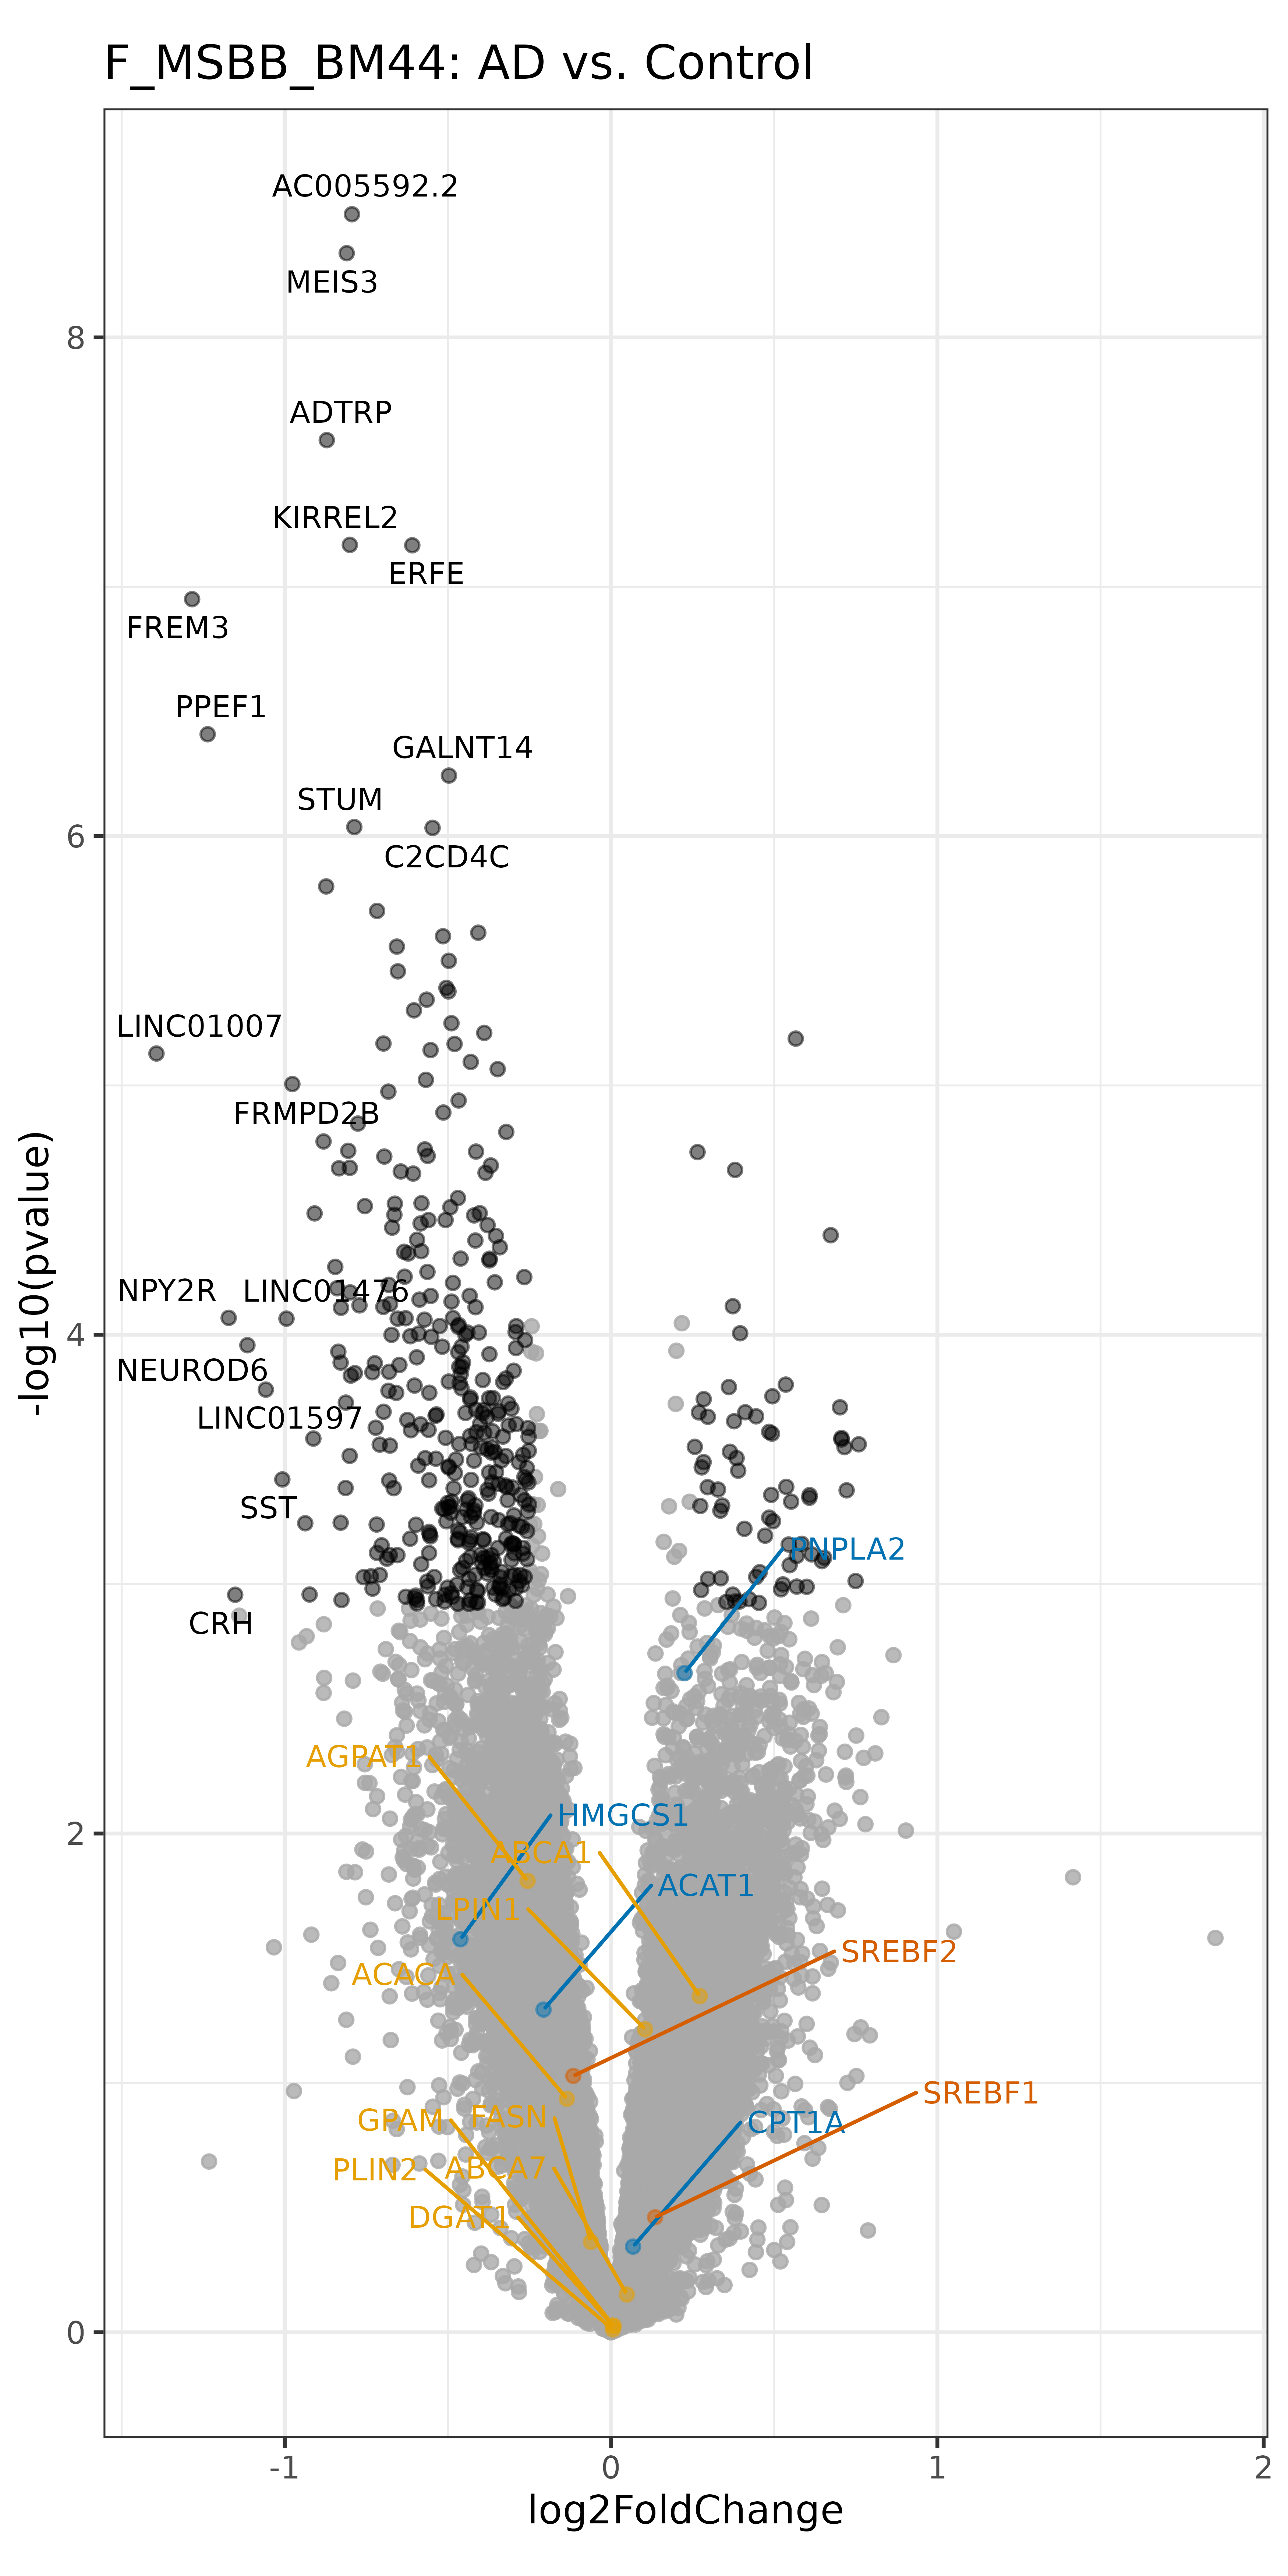 F_MSBB_BM44: AD vs. Control
AC005592.2
MEIS3
8
ADTRP
KIRREL2
ERFE
FREM3
PPEF1
GALNT14
STUM
6
C2CD4C
LINC01007
FRMPD2B
-log10(pvalue)
NPY2R
LINC01476
4
NEUROD6
LINC01597
SST
PNPLA2
CRH
AGPAT1
HMGCS1
2
ABCA1
ACAT1
LPIN1
SREBF2
ACACA
SREBF1
GPAM
FASN
CPT1A
PLIN2
ABCA7
DGAT1
0
-1
0
1
2
log2FoldChange